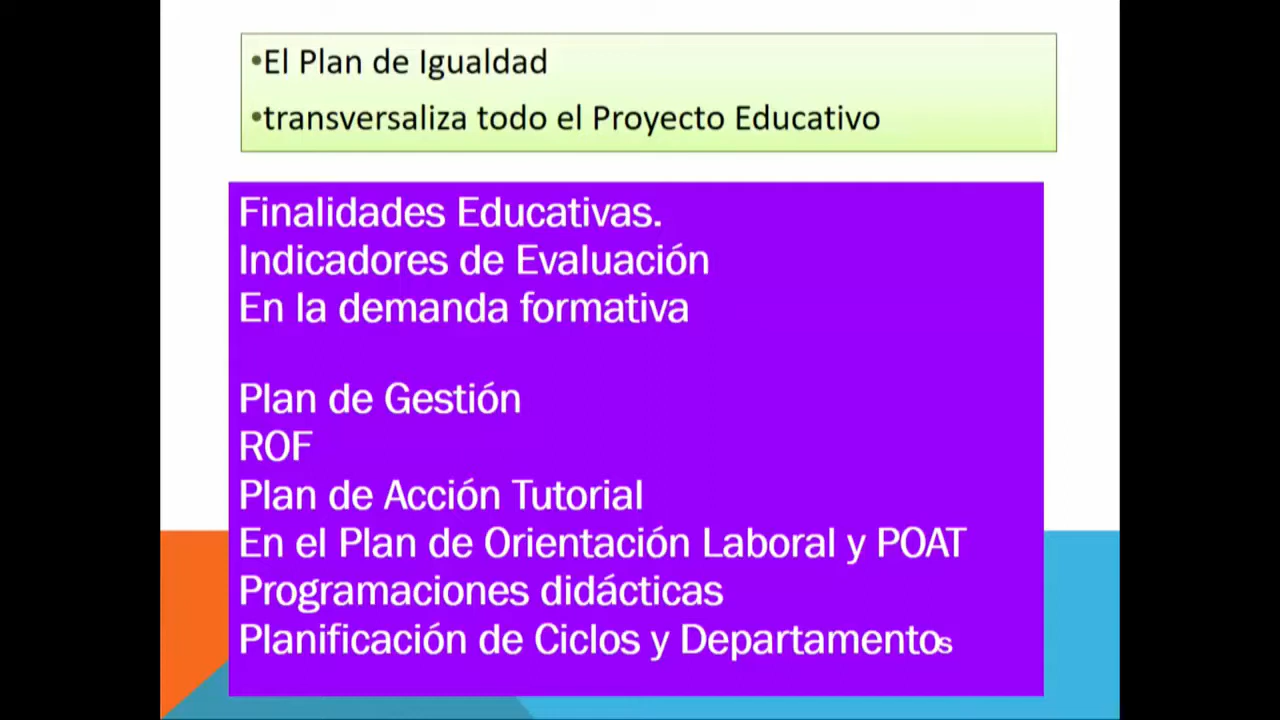 •El Plan de Igualdad
•transversaliza todo el Proyecto Educativo
Finalidades Educativas.
Indicadores de Evaluación
En la demanda formativa
Plan de Gestión
ROF
Plan de Acción Tutorial
En el Plan de Orientación Laboral y POAT
Programaciones didácticas
Planificación de Ciclos y Departamentos